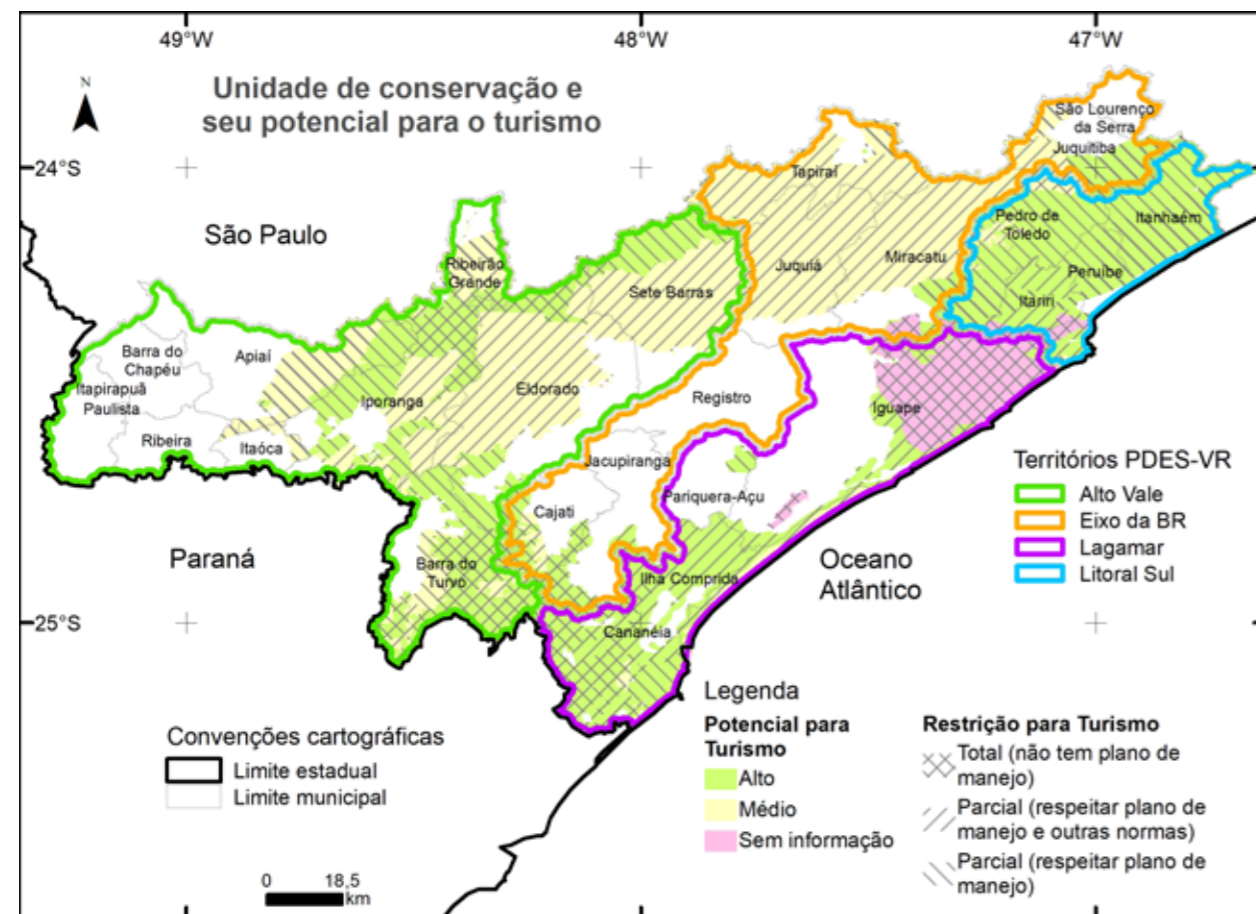 49°W
48°W
47°W
N
Unidade de conservação e
seu potencial para o turismo
24°S
25°S
São Paulo
Paraná
Oceano
Atlântico
São Lourenço
da Serra
Juquitiba
Tapiraí
Pedro de
Toledo
Itanhaém
Juquiá
Miracatu
Peruíbe
Itariri
Ribeirão
Grande
Sete Barras
Barra do
Chapéu
Apiaí
Itapirapuã
Paulista
Iporanga
Eldorado
Registro
Iguape
Ribeira
Itaóca
Jacupiranga
Pariquera-Açu
Cajati
Barra do
Turvo
Ilha Comprida
Cananéia
Territórios PDES-VR
Alto Vale
Eixo da BR
Lagamar
Litoral Sul
Convenções cartográficas
Limite estadual
Limite municipal
0 18,5
km
Legenda
Potencial para
Turismo
Alto
Médio
Sem informação
Restrição para Turismo
Total (não tem plano de
manejo)
Parcial (respeitar plano de
manejo e outras normas)
Parcial (respeitar plano de
manejo)